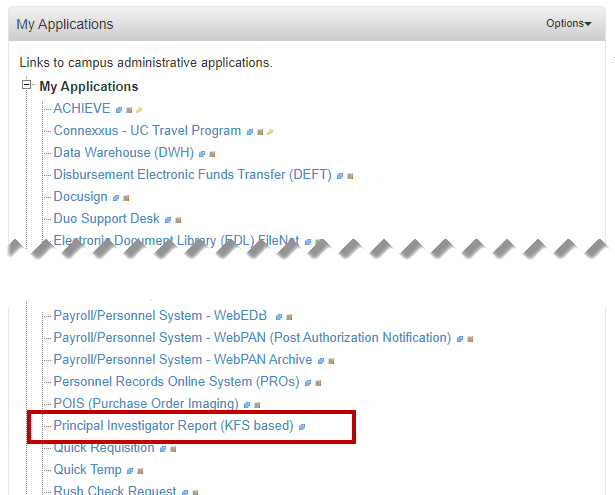 My Applications
Options
Links to campus administrative applications.
My Applications
ACHIEVE
Connexxus - UC Travel Program
Data Warehouse (DWH)
Disbursement Electronic Funds Transfer (DEFT)
Docusign
Duo Support Desk
Electronic Document Library (EDL) FileNet
Payroll/Personnel System - WebEDB
Payroll/Personnel System - WebPAN (Post Authorization Notification)
Payroll/Personnel System - WebPAN Archive
Personnel Records Online System (PROs)
POIS (Purchase Order Imaging)
Principal Investigator Report (KFS based)
Quick Requisition
Quick Temp
Rush Check Request